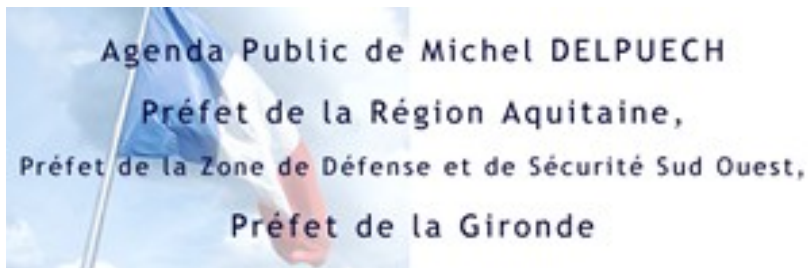 Agenda Public de Michel DELPUECH
Préfet de la Région Aquitaine,
Préfet de la Zone de Défense et de Sécurité Sud Ouest,
Préfet de la Gironde